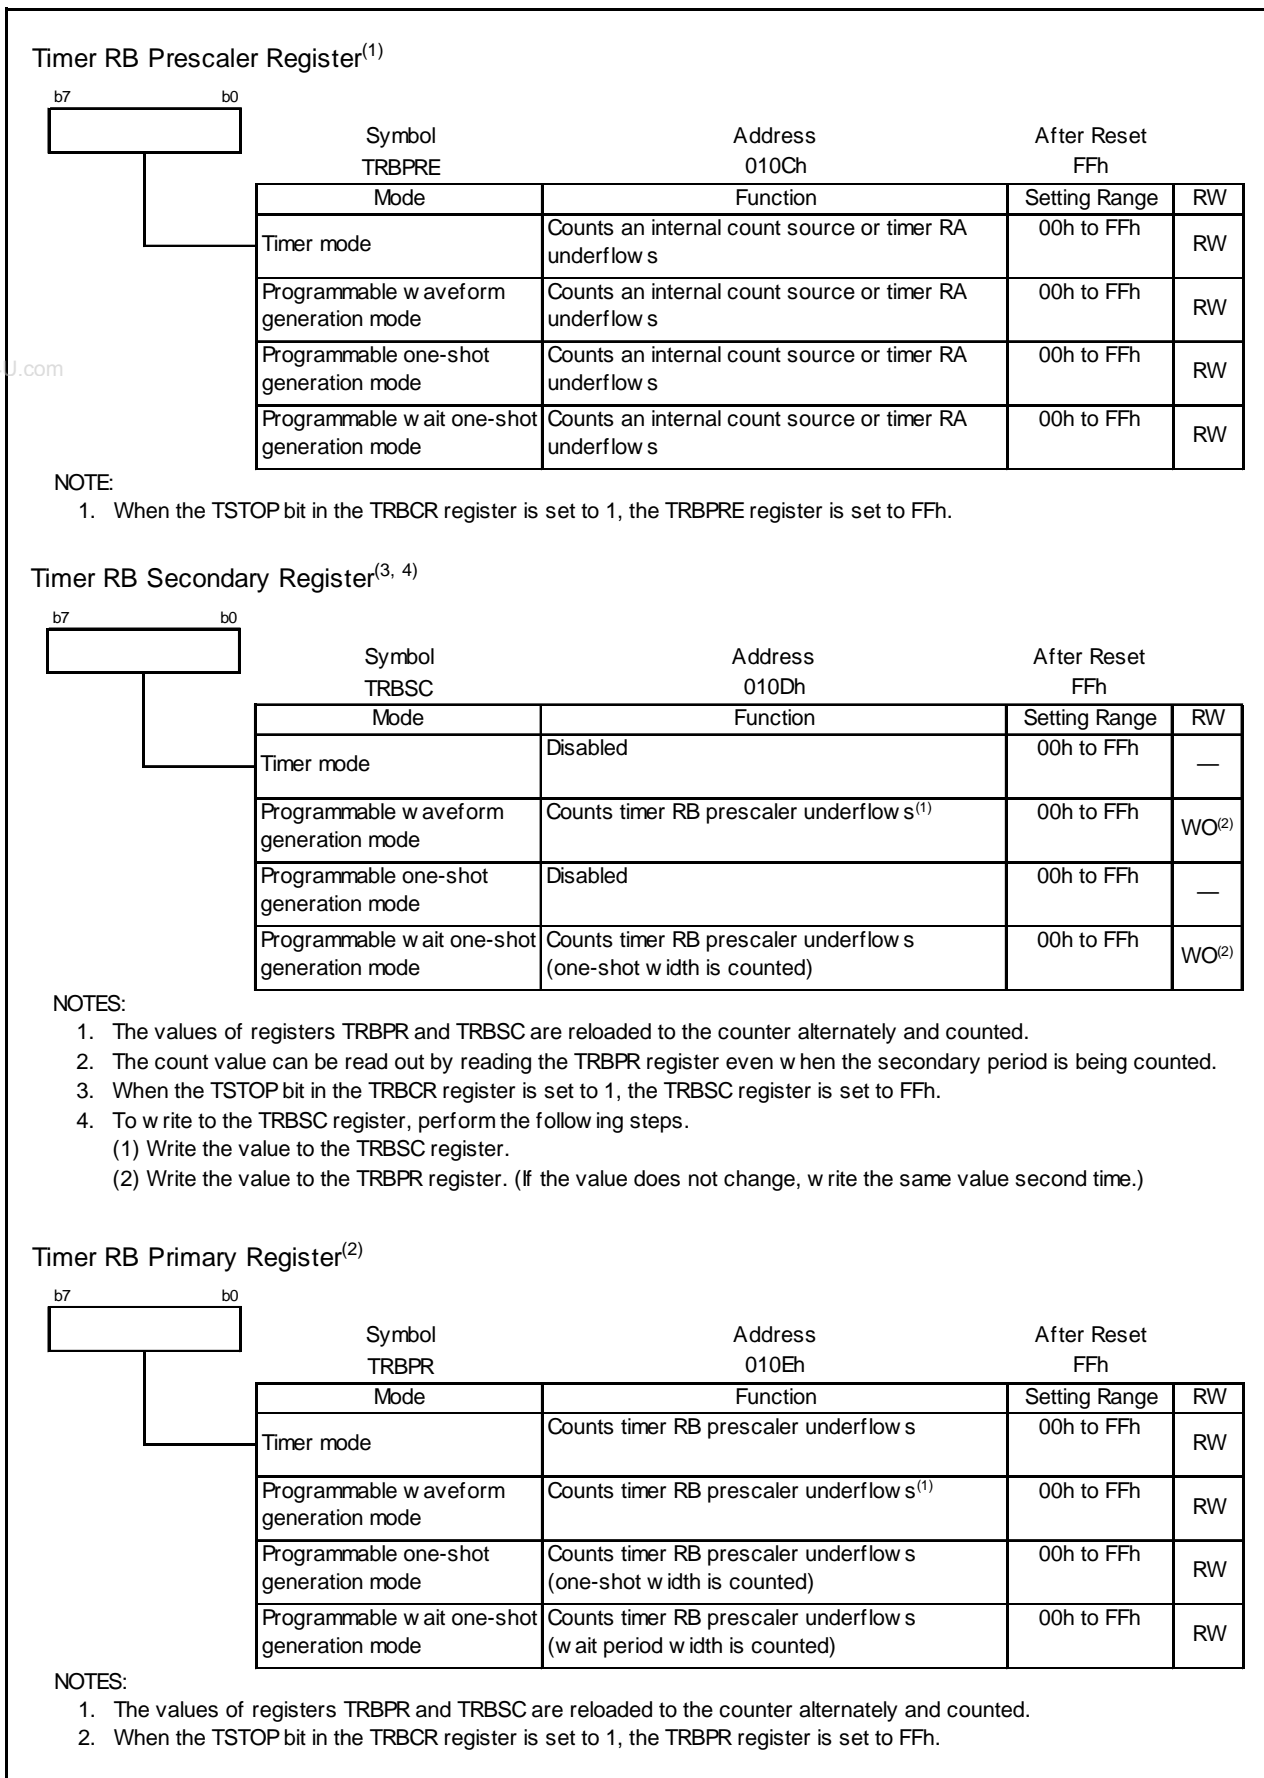 Timer RB Prescaler Register(1)
b7 b0
Symbol Address After Reset
TRBPRE 010Ch FFh
Mode Function Setting Range RW
Timer mode Counts an internal count source or timer RA underflows 00h to FFh RW
Programmable waveform generation mode Counts an internal count source or timer RA underflows 00h to FFh RW
Programmable one-shot generation mode Counts an internal count source or timer RA underflows 00h to FFh RW
Programmable wait one-shot generation mode Counts an internal count source or timer RA underflows 00h to FFh RW
U.com
NOTE:
1. When the TSTOP bit in the TRBCR register is set to 1, the TRBPRE register is set to FFh.
Timer RB Secondary Register(3, 4)
b7 b0
Symbol Address After Reset
TRBSC 010Dh FFh
Mode Function Setting Range RW
Timer mode Disabled 00h to FFh —
Programmable waveform generation mode Counts timer RB prescaler underflows(1) 00h to FFh WO(2)
Programmable one-shot generation mode Disabled 00h to FFh —
Programmable wait one-shot generation mode Counts timer RB prescaler underflows (one-shot width is counted) 00h to FFh WO(2)
NOTES:
1. The values of registers TRBPR and TRBSC are reloaded to the counter alternately and counted.
2. The count value can be read out by reading the TRBPR register even when the secondary period is being counted.
3. When the TSTOP bit in the TRBCR register is set to 1, the TRBSC register is set to FFh.
4. To write to the TRBSC register, perform the following steps.
(1) Write the value to the TRBSC register.
(2) Write the value to the TRBPR register. (If the value does not change, write the same value second time.)
Timer RB Primary Register(2)
b7 b0
Symbol Address After Reset
TRBPR 010Eh FFh
Mode Function Setting Range RW
Timer mode Counts timer RB prescaler underflows 00h to FFh RW
Programmable waveform generation mode Counts timer RB prescaler underflows(1) 00h to FFh RW
Programmable one-shot generation mode Counts timer RB prescaler underflows (one-shot width is counted) 00h to FFh RW
Programmable wait one-shot generation mode Counts timer RB prescaler underflows (wait period width is counted) 00h to FFh RW
NOTES:
1. The values of registers TRBPR and TRBSC are reloaded to the counter alternately and counted.
2. When the TSTOP bit in the TRBCR register is set to 1, the TRBPR register is set to FFh.